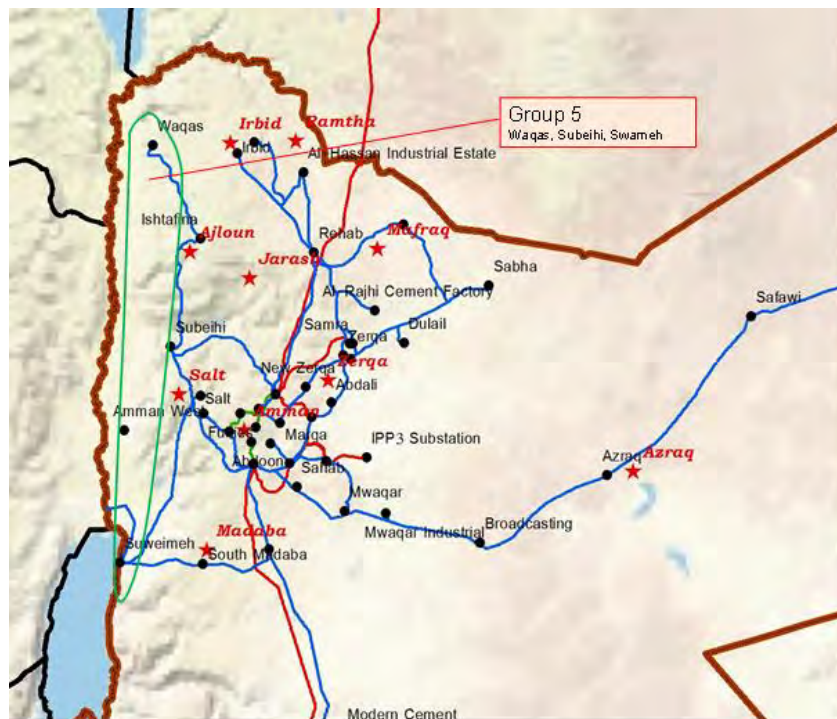 Group 5
Waqas, Subeihi, Swameh
Irbid
Ramtha
Waqas
Irbid
Al-Hassan Industrial Estate
Ishtafina
Ajloun
Rehab
Mafraq
Jarash
Sabha
Al-Rajhi Cement Factory
Safawi
Subeihi
Samra
Zerqa
Dulail
New Zerqa
Zerqa
Salt
Abdali
Salt
Amman West
Amman
Marqa
IPP3 Substation
Abdoon
Sahab
Azraq
Azraq
Mwaqar
Mwaqar Industrial
Broadcasting
Madaba
Suweimeh
South Madaba
Modern Cement